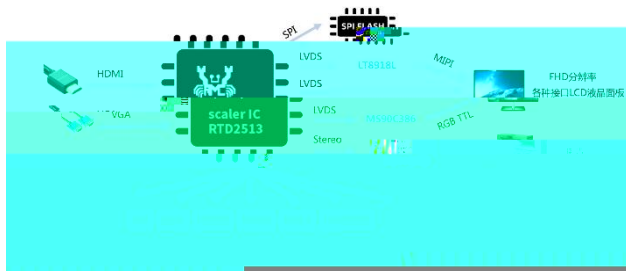 SPI
SPI FLASH
LVDS
LT8918L
MIPI
HDMI
LVDS
FHD分辨率
各种接口LCD液晶面板
VGA
scaler IC
RTD2513
LVDS
RGB TTL
Stereo